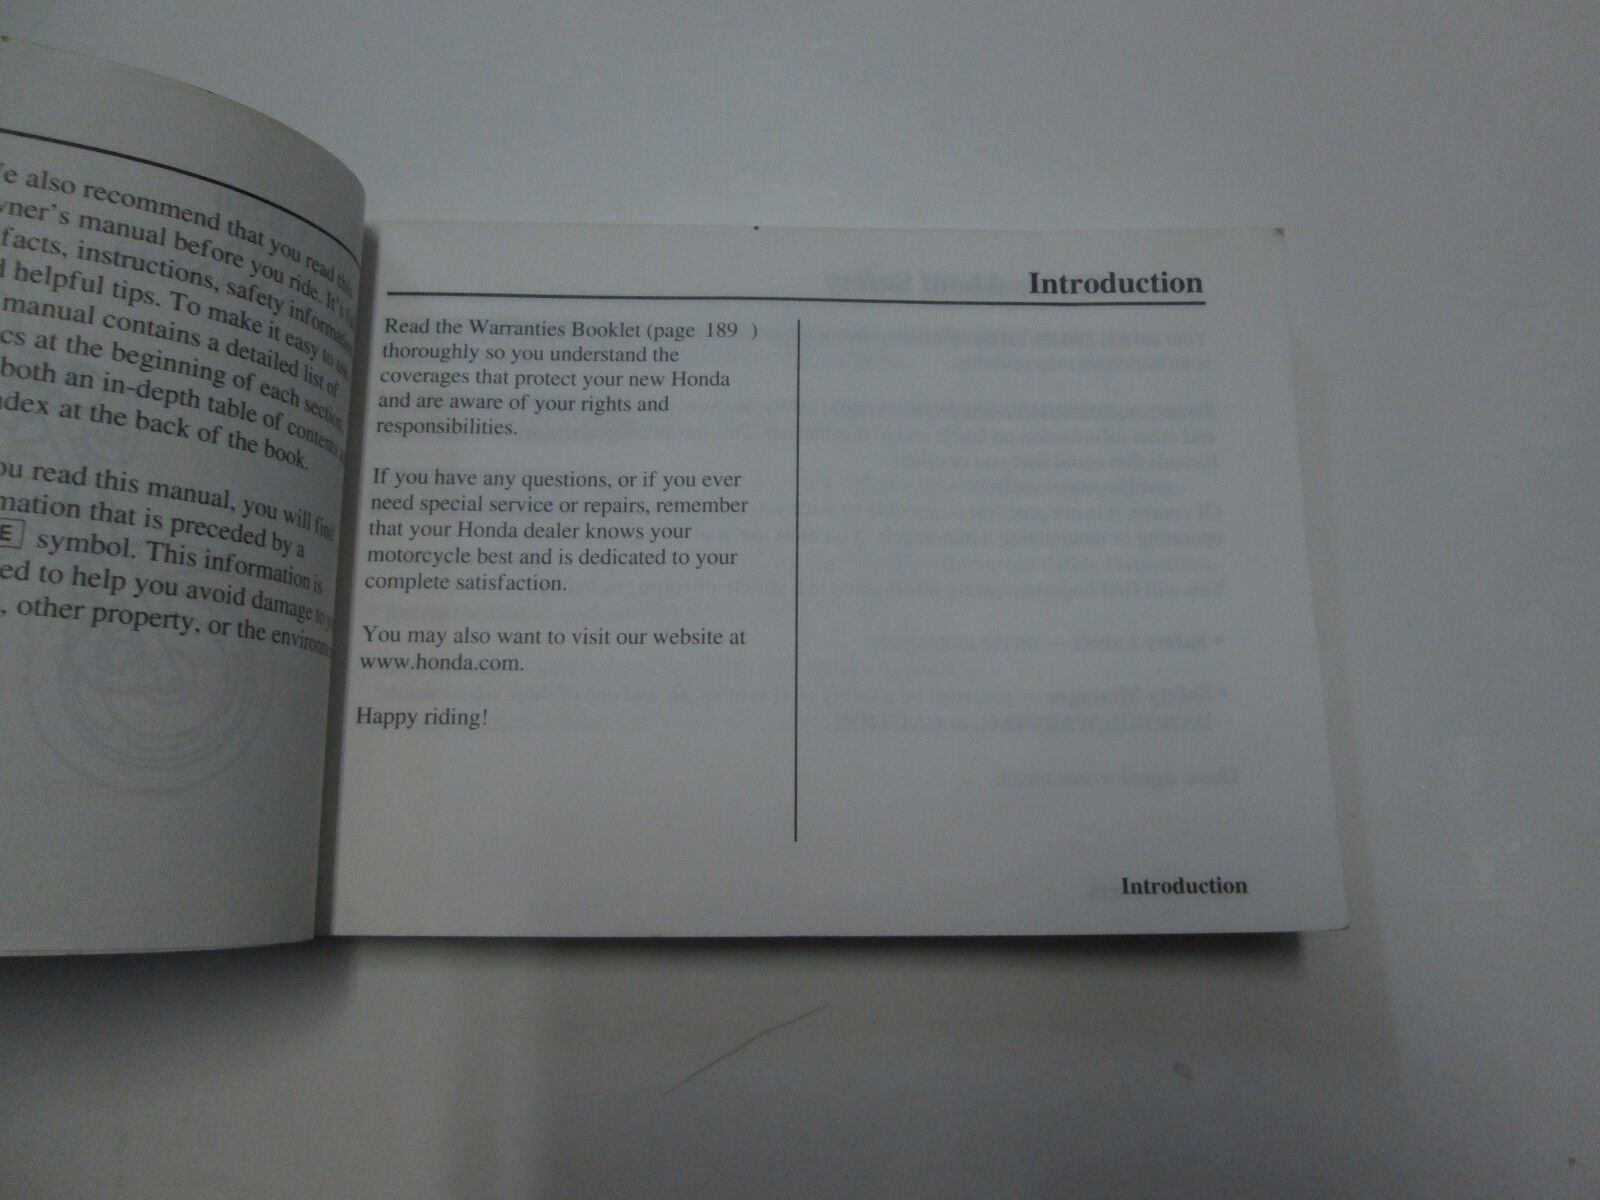 e also recommend that you read this
ner's manual before you ride. It's
facts, instructions, safety information
helpful tips. To make it easy to use
manual contains a detailed list of
cs at the beginning of each section,
both an in-depth table of contents
ndex at the back of the book.
ou read this manual, you will find
mation that is preceded by a
E symbol. This information is
ed to help you avoid damage to
, other property, or the environme
Introduction
Read the Warranties Booklet (page 189 )
thoroughly so you understand the
coverages that protect your new Honda
and are aware of your rights and
responsibilities.
If you have any questions, or if you ever
need special service or repairs, remember
that your Honda dealer knows your
motorcycle best and is dedicated to your
complete satisfaction.
You may also want to visit our website at
www.honda.com.
Happy riding!
Introduction